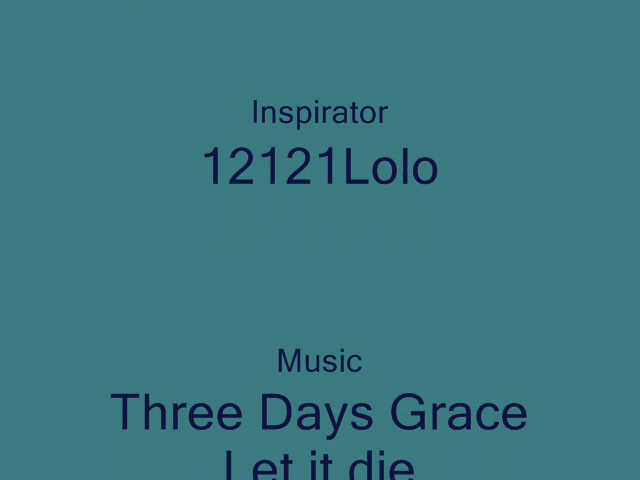 Inspirator
12121Lolo
Music
Three Days Grace
Let it die